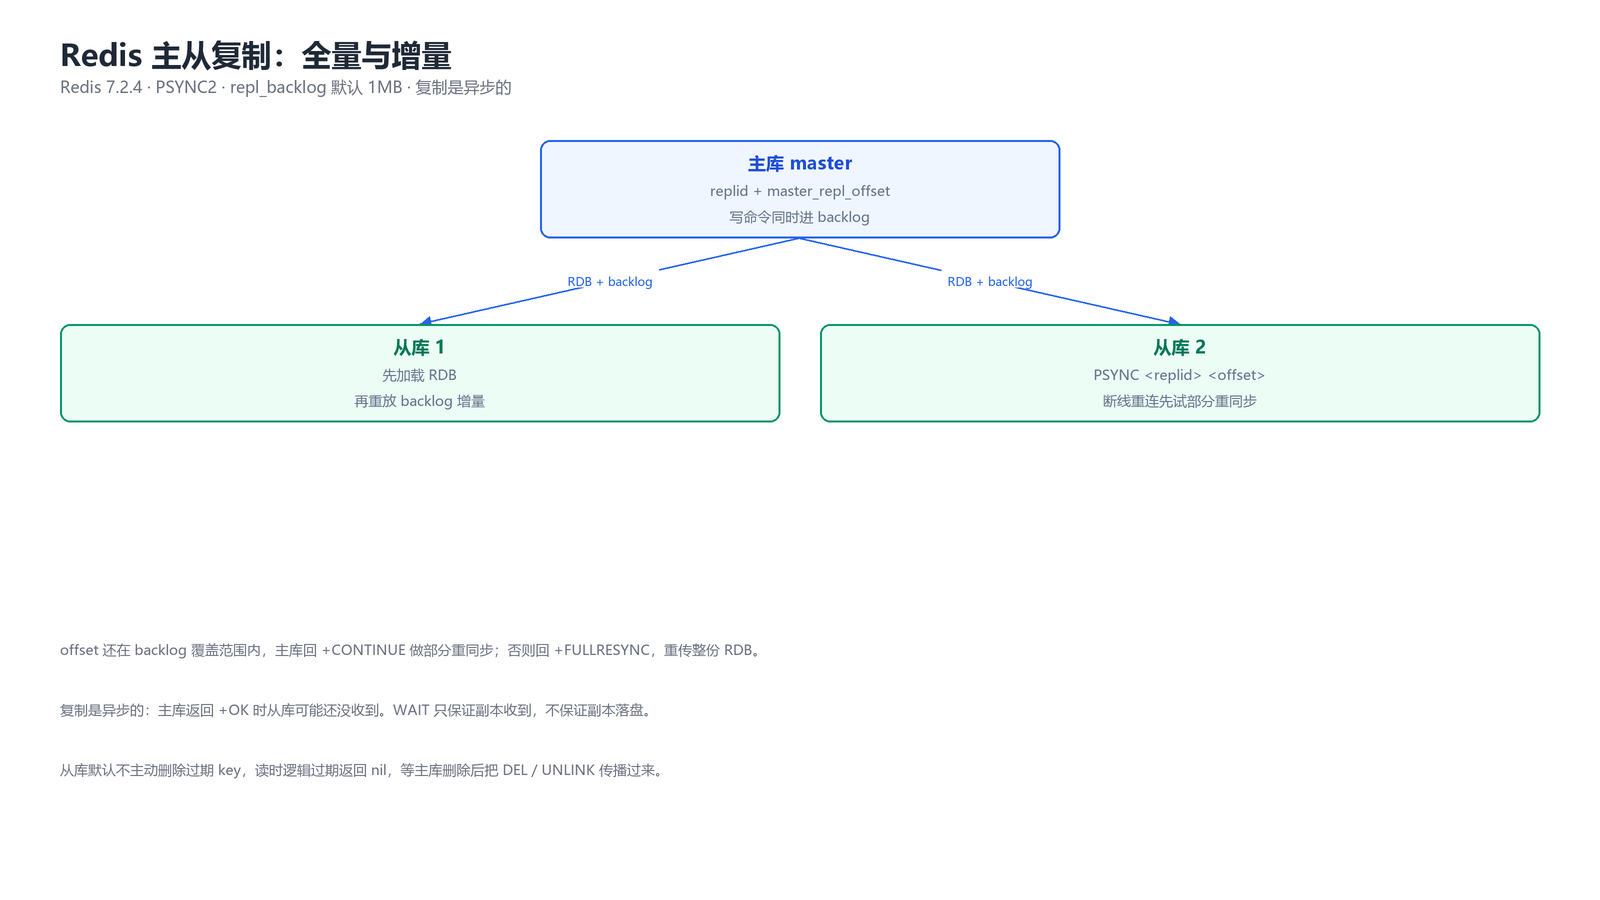 Redis 主从复制：全量与增量
Redis 7.2.4 · PSYNC2 · repl_backlog 默认 1MB · 复制是异步的
主库 master
replid + master_repl_offset
写命令同时进 backlog
RDB + backlog
RDB + backlog
从库 1
先加载 RDB
再重放 backlog 增量
从库 2
PSYNC <replid> <offset>
断线重连先试部分重同步
offset 还在 backlog 覆盖范围内，主库回 +CONTINUE 做部分重同步；否则回 +FULLRESYNC，重传整份 RDB。
复制是异步的：主库返回 +OK 时从库可能还没收到。WAIT 只保证副本收到，不保证副本落盘。
从库默认不主动删除过期 key，读时逻辑过期返回 nil，等主库删除后把 DEL / UNLINK 传播过来。